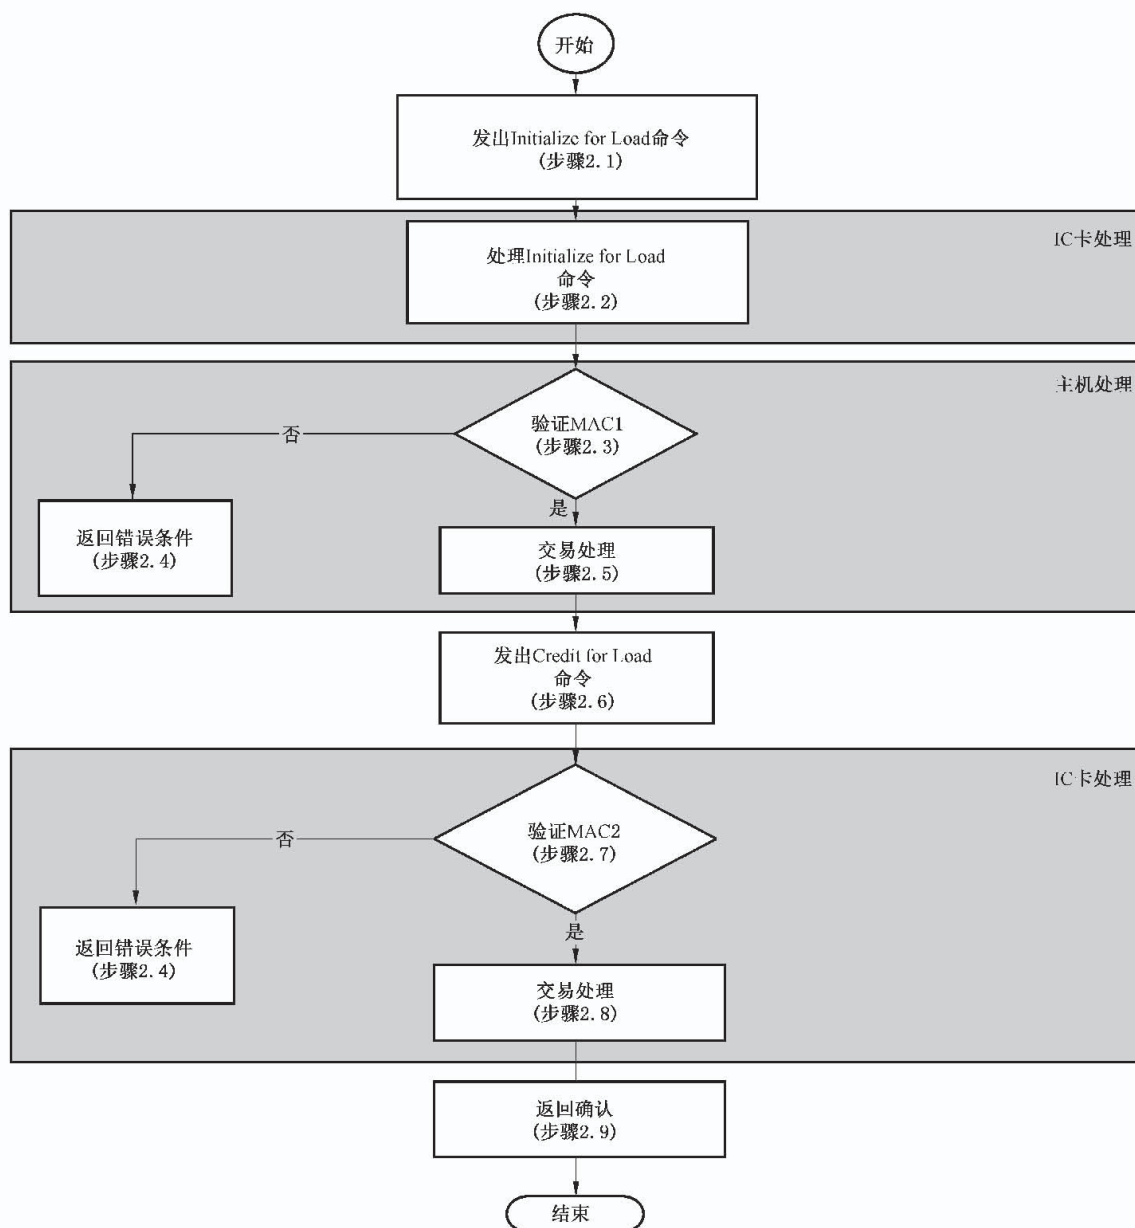 开始
发出Initialize for Load命令
(步骤2.1)
IC卡处理
处理Initialize for Load
命令
(步骤2.2)
主机处理
验证MAC1
(步骤2.3)
否
是
返回错误条件
(步骤2.4)
交易处理
(步骤2.5)
发出Credit for Load
命令
(步骤2.6)
IC卡处理
验证MAC2
(步骤2.7)
否
是
返回错误条件
(步骤2.4)
交易处理
(步骤2.8)
返回确认
(步骤2.9)
结束